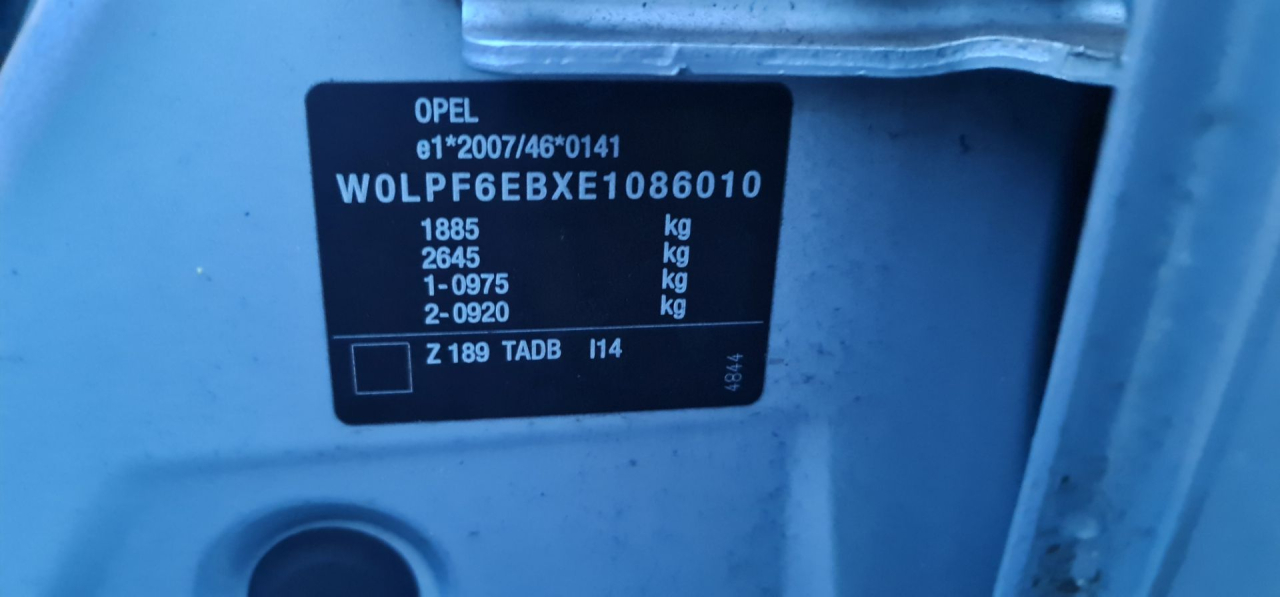 OPEL
e1*2007/46*0141
W0LPF6EBXE1086010
1885 kg
2645 kg
1-0975 kg
2-0920 kg
Z 189 TADB I14
4844